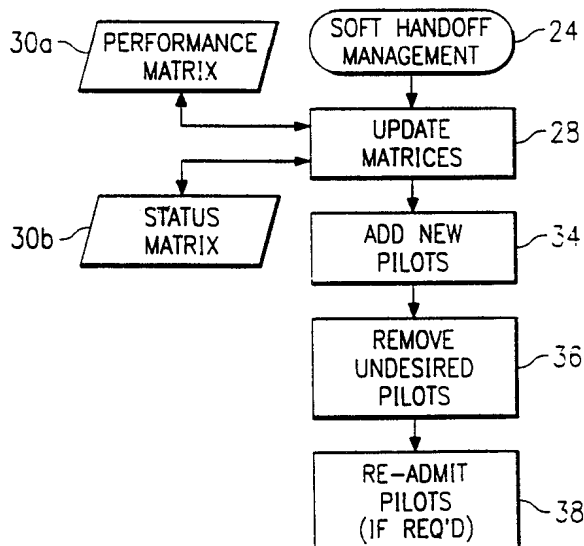 30a
PERFORMANCE
MATRIX
SOFT HANDOFF
MANAGEMENT
24
UPDATE
MATRICES
28
30b
STATUS
MATRIX
ADD NEW
PILOTS
34
REMOVE
UNDESIRED
PILOTS
36
RE-ADMIT
PILOTS
(IF REQ'D)
38